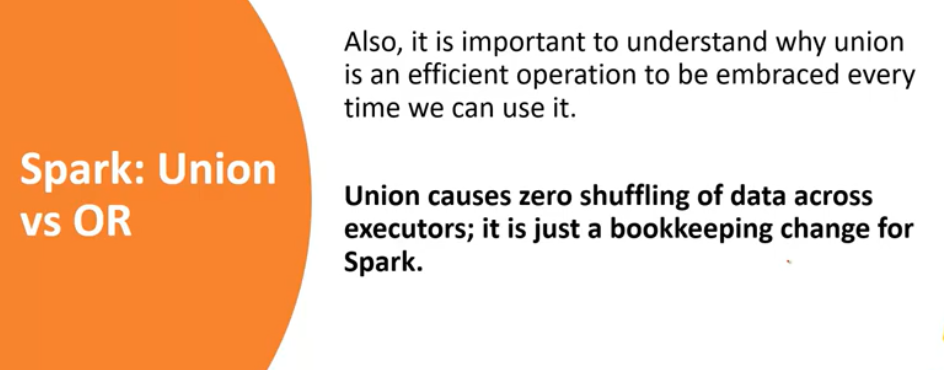 Spark: Union
vs OR
Also, it is important to understand why union
is an efficient operation to be embraced every
time we can use it.
Union causes zero shuffling of data across
executors; it is just a bookkeeping change for
Spark.